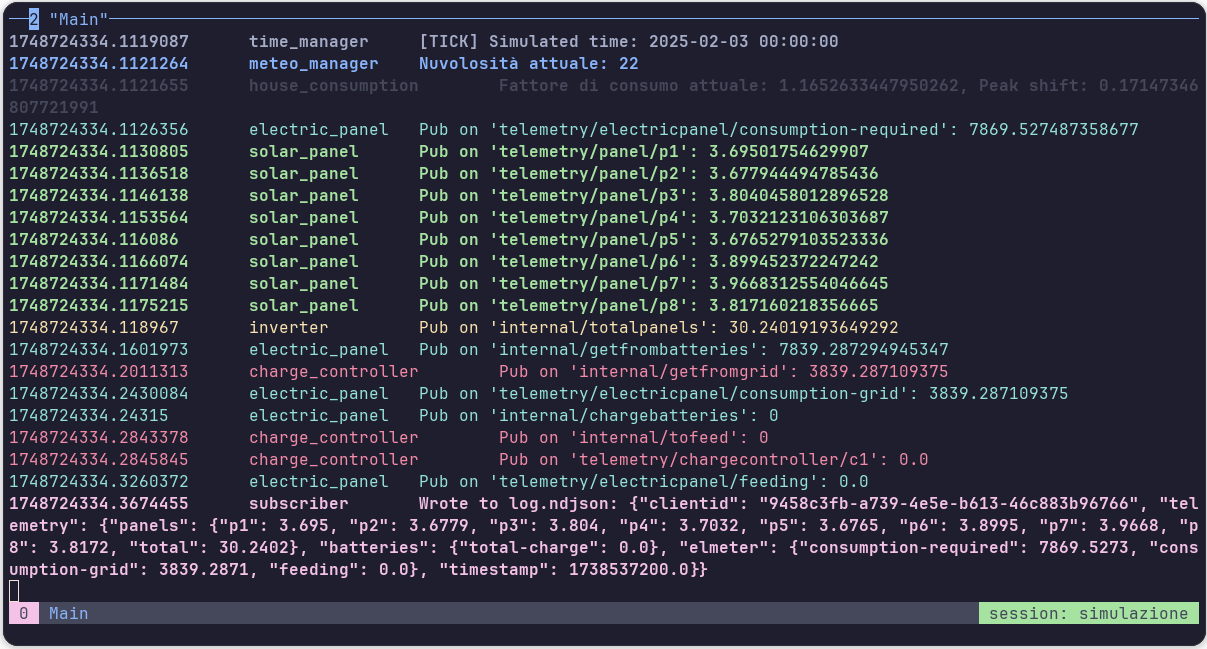 2 "Main"
1748724334.1119087 time_manager [TICK] Simulated time: 2025-02-03 00:00:00
1748724334.1121264 meteo_manager Nuvolosità attuale: 22
1748724334.1121655 house_consumption Fattore di consumo attuale: 1.1652633447950262, Peak shift: 0.17147346
807721991
1748724334.1126356 electric_panel Pub on 'telemetry/electricpanel/consumption-required': 7869.527487358677
1748724334.1130805 solar_panel Pub on 'telemetry/panel/p1': 3.69501754629907
1748724334.1136518 solar_panel Pub on 'telemetry/panel/p2': 3.677944494785436
1748724334.1146138 solar_panel Pub on 'telemetry/panel/p3': 3.8040458012896528
1748724334.1153564 solar_panel Pub on 'telemetry/panel/p4': 3.7032123106303687
1748724334.116086 solar_panel Pub on 'telemetry/panel/p5': 3.6765279103523336
1748724334.1166074 solar_panel Pub on 'telemetry/panel/p6': 3.899452372247242
1748724334.1171484 solar_panel Pub on 'telemetry/panel/p7': 3.9668312554046645
1748724334.1175215 solar_panel Pub on 'telemetry/panel/p8': 3.817160218356665
1748724334.118967 inverter Pub on 'internal/totalpanels': 30.24019193649292
1748724334.1601973 electric_panel Pub on 'internal/getfrombatteries': 7839.287294945347
1748724334.2011313 charge_controller Pub on 'internal/getfromgrid': 3839.287109375
1748724334.2430084 electric_panel Pub on 'telemetry/electricpanel/consumption-grid': 3839.287109375
1748724334.24315 electric_panel Pub on 'internal/chargebatteries': 0
1748724334.2843378 charge_controller Pub on 'internal/tofeed': 0
1748724334.2845845 charge_controller Pub on 'telemetry/chargecontroller/c1': 0.0
1748724334.3260372 electric_panel Pub on 'telemetry/electricpanel/feeding': 0.0
1748724334.3674455 subscriber Wrote to log.ndjson: {"clientid": "9458c3fb-a739-4e5e-b613-46c883b96766", "tel
emetry": {"panels": {"p1": 3.695, "p2": 3.6779, "p3": 3.804, "p4": 3.7032, "p5": 3.6765, "p6": 3.8995, "p7": 3.9668, "p
8": 3.8172, "total": 30.2402}, "batteries": {"total-charge": 0.0}, "elmeter": {"consumption-required": 7869.5273, "cons
umption-grid": 3839.2871, "feeding": 0.0}, "timestamp": 1738537200.0}}
0 Main session: simulazione